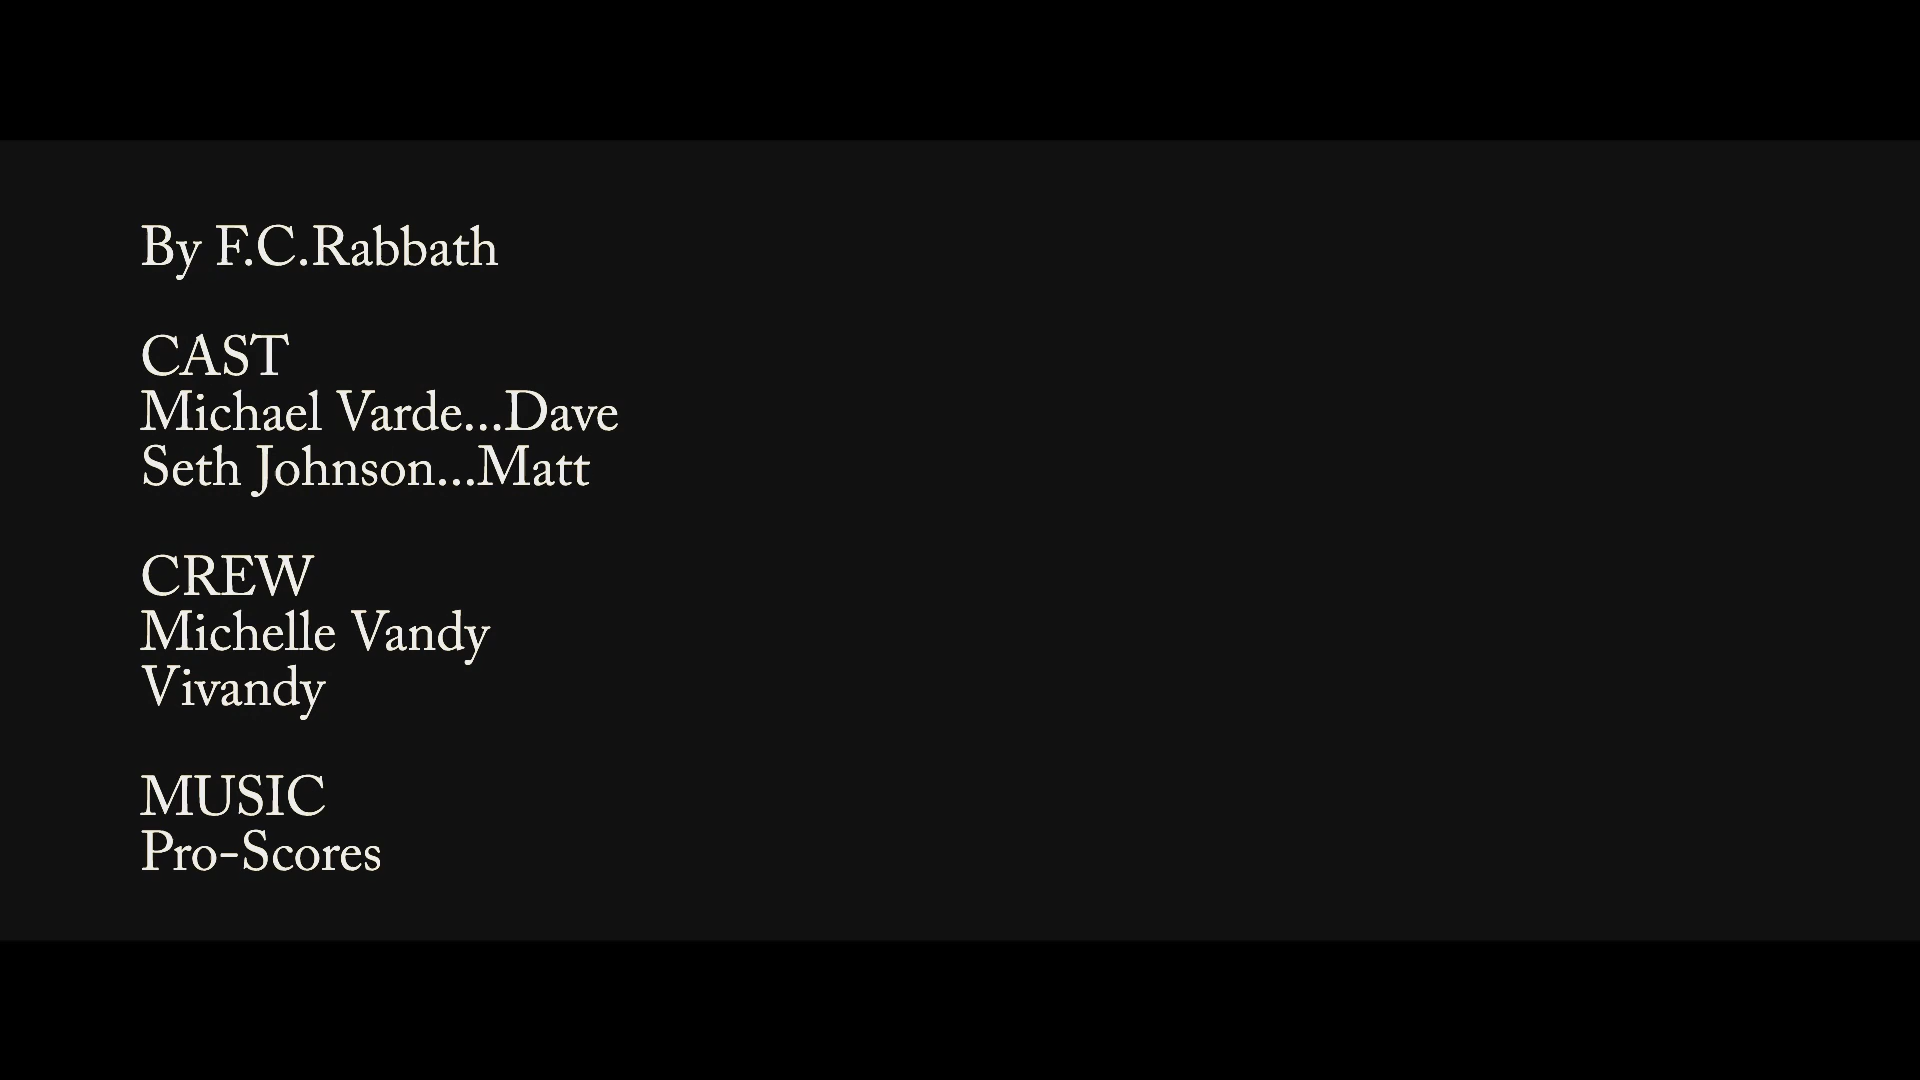 By F.C.Rabbath
CAST
Michael Varde...Dave
Seth Johnson...Matt
CREW
Michelle Vandy
Vivandy
MUSIC
Pro-Scores